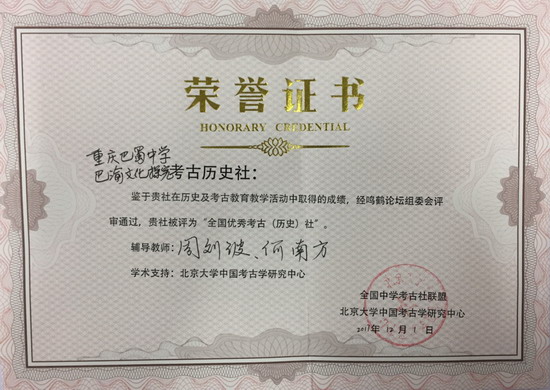 荣誉证书
HONORARY CREDENTIAL
重庆巴蜀中学
巴渝文化探究考古历史社：
鉴于贵社在历史及考古教育教学活动中取得的成绩，经鸣鹤论坛组委会评
审通过，贵社被评为“全国优秀考古（历史）社”。
辅导教师：周刘波、何南方
学术支持：北京大学中国考古学研究中心
全国中学考古社联盟
北京大学中国考古学研究中心
年12月1日